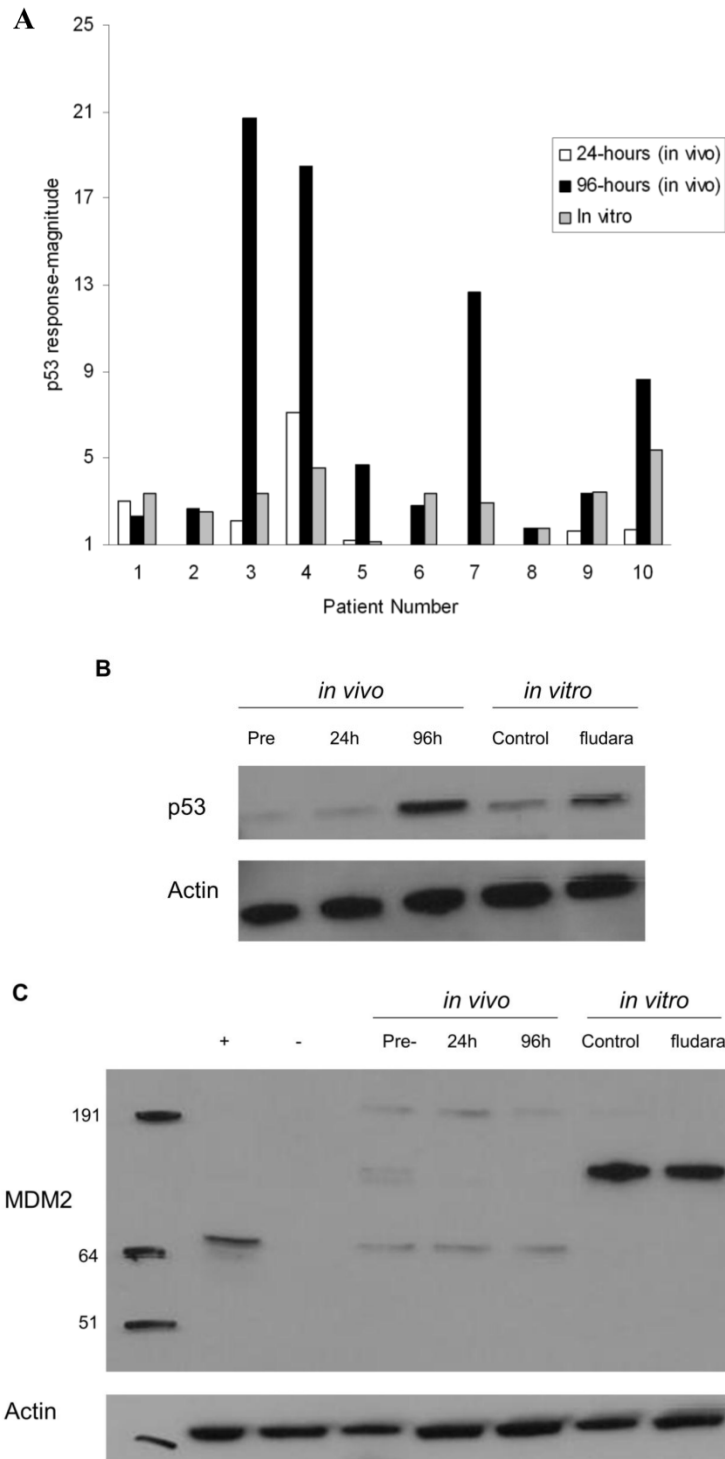 A
25
21
17
13
9
5
1
p53 response-magnitude
24-hours (in vivo)
96-hours (in vivo)
In vitro
1 2 3 4 5 6 7 8 9 10
Patient Number
B
in vivo in vitro
Pre 24h 96h Control fludara
p53
Actin
C
in vivo in vitro
+ - Pre- 24h 96h Control fludara
191
MDM2
64
51
Actin